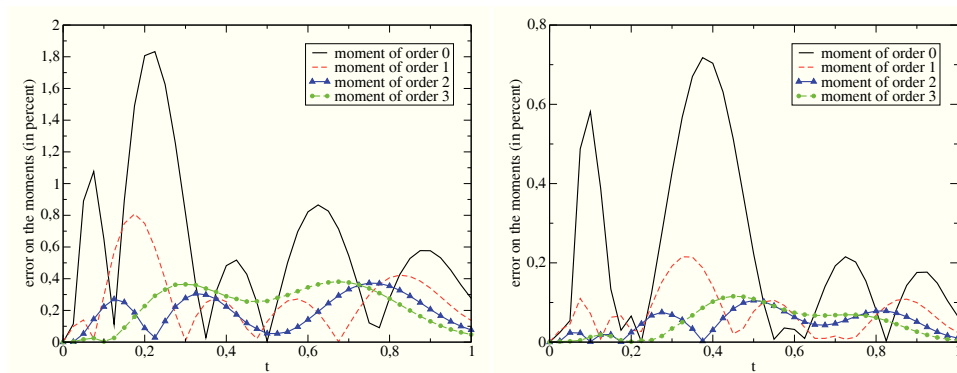 2
1,8
1,6
1,4
1,2
1
0,8
0,6
0,4
0,2
0
0
0,2
0,4
0,6
0,8
1
t
error on the moments (in percent)
moment of order 0
moment of order 1
moment of order 2
moment of order 3
0,8
0,6
0,4
0,2
0
0
0,2
0,4
0,6
0,8
1
t
error on the moments (in percent)
moment of order 0
moment of order 1
moment of order 2
moment of order 3